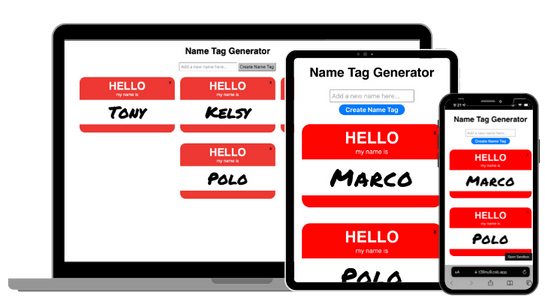 Name Tag Generator
Add a new name here...
Create Name Tag
HELLO
my name is
Tony
HELLO
my name is
Kelsy
HELLO
my name is
Polo
Name Tag Generator
Add a new name here...
Create Name Tag
HELLO
my name is
Marco
HELLO
my name is
Polo
Name Tag Generator
Add a new name here...
Create Name Tag
HELLO
my name is
Marco
HELLO
my name is
Polo
Open Sandbox